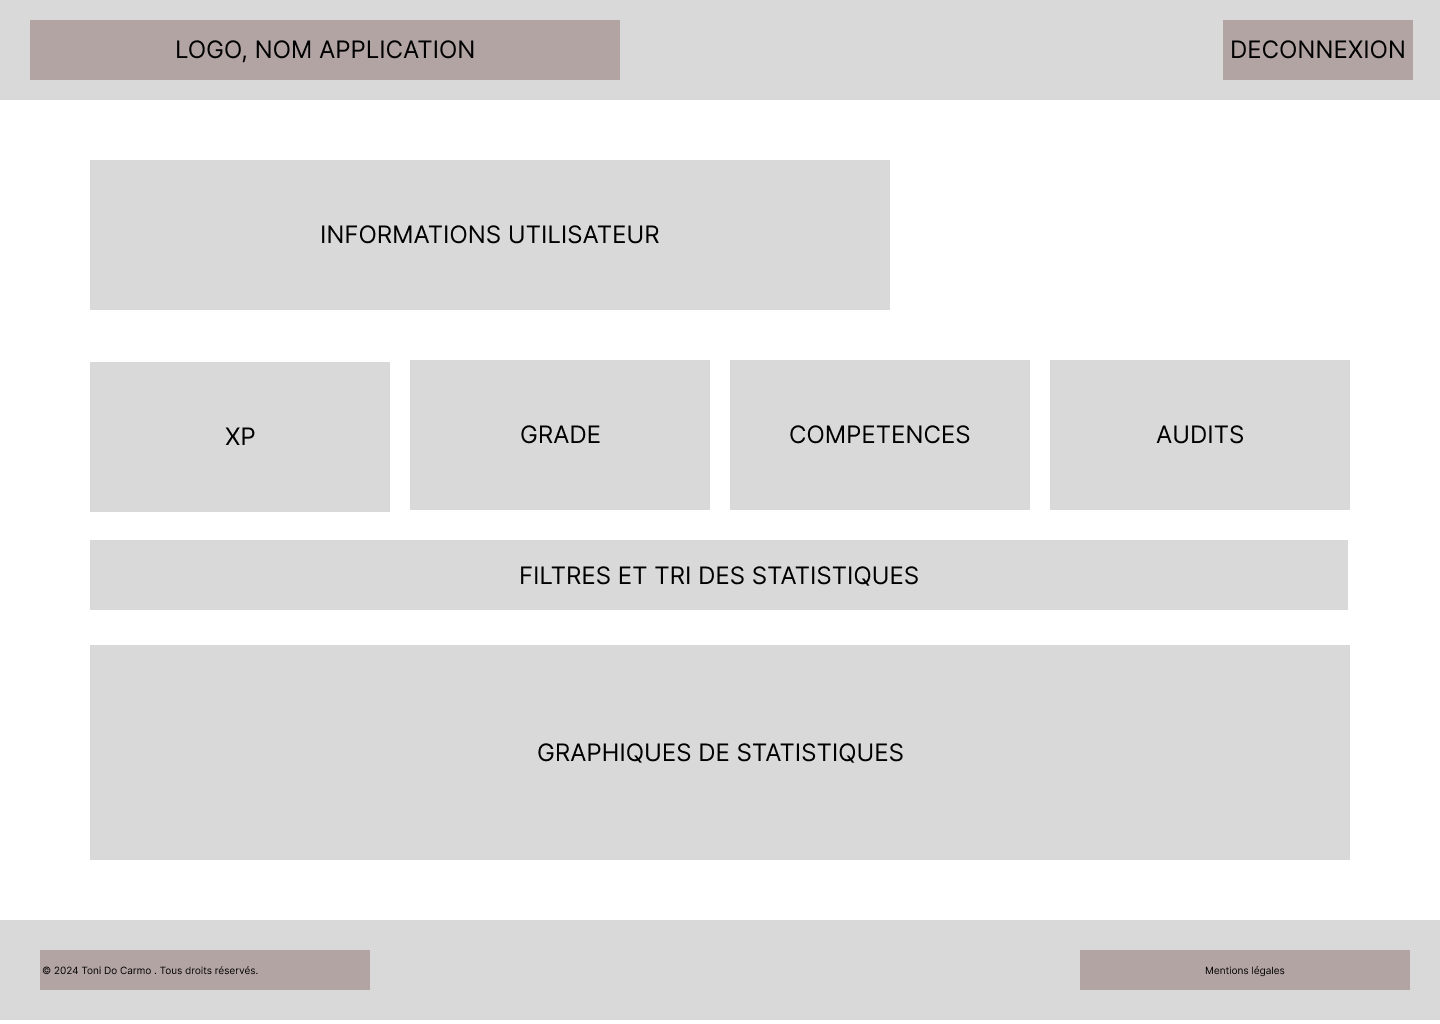 LOGO, NOM APPLICATION
DECONNEXION
INFORMATIONS UTILISATEUR
XP
GRADE
COMPETENCES
AUDITS
FILTRES ET TRI DES STATISTIQUES
GRAPHIQUES DE STATISTIQUES
© 2024 Toni Do Carmo . Tous droits réservés.
Mentions légales